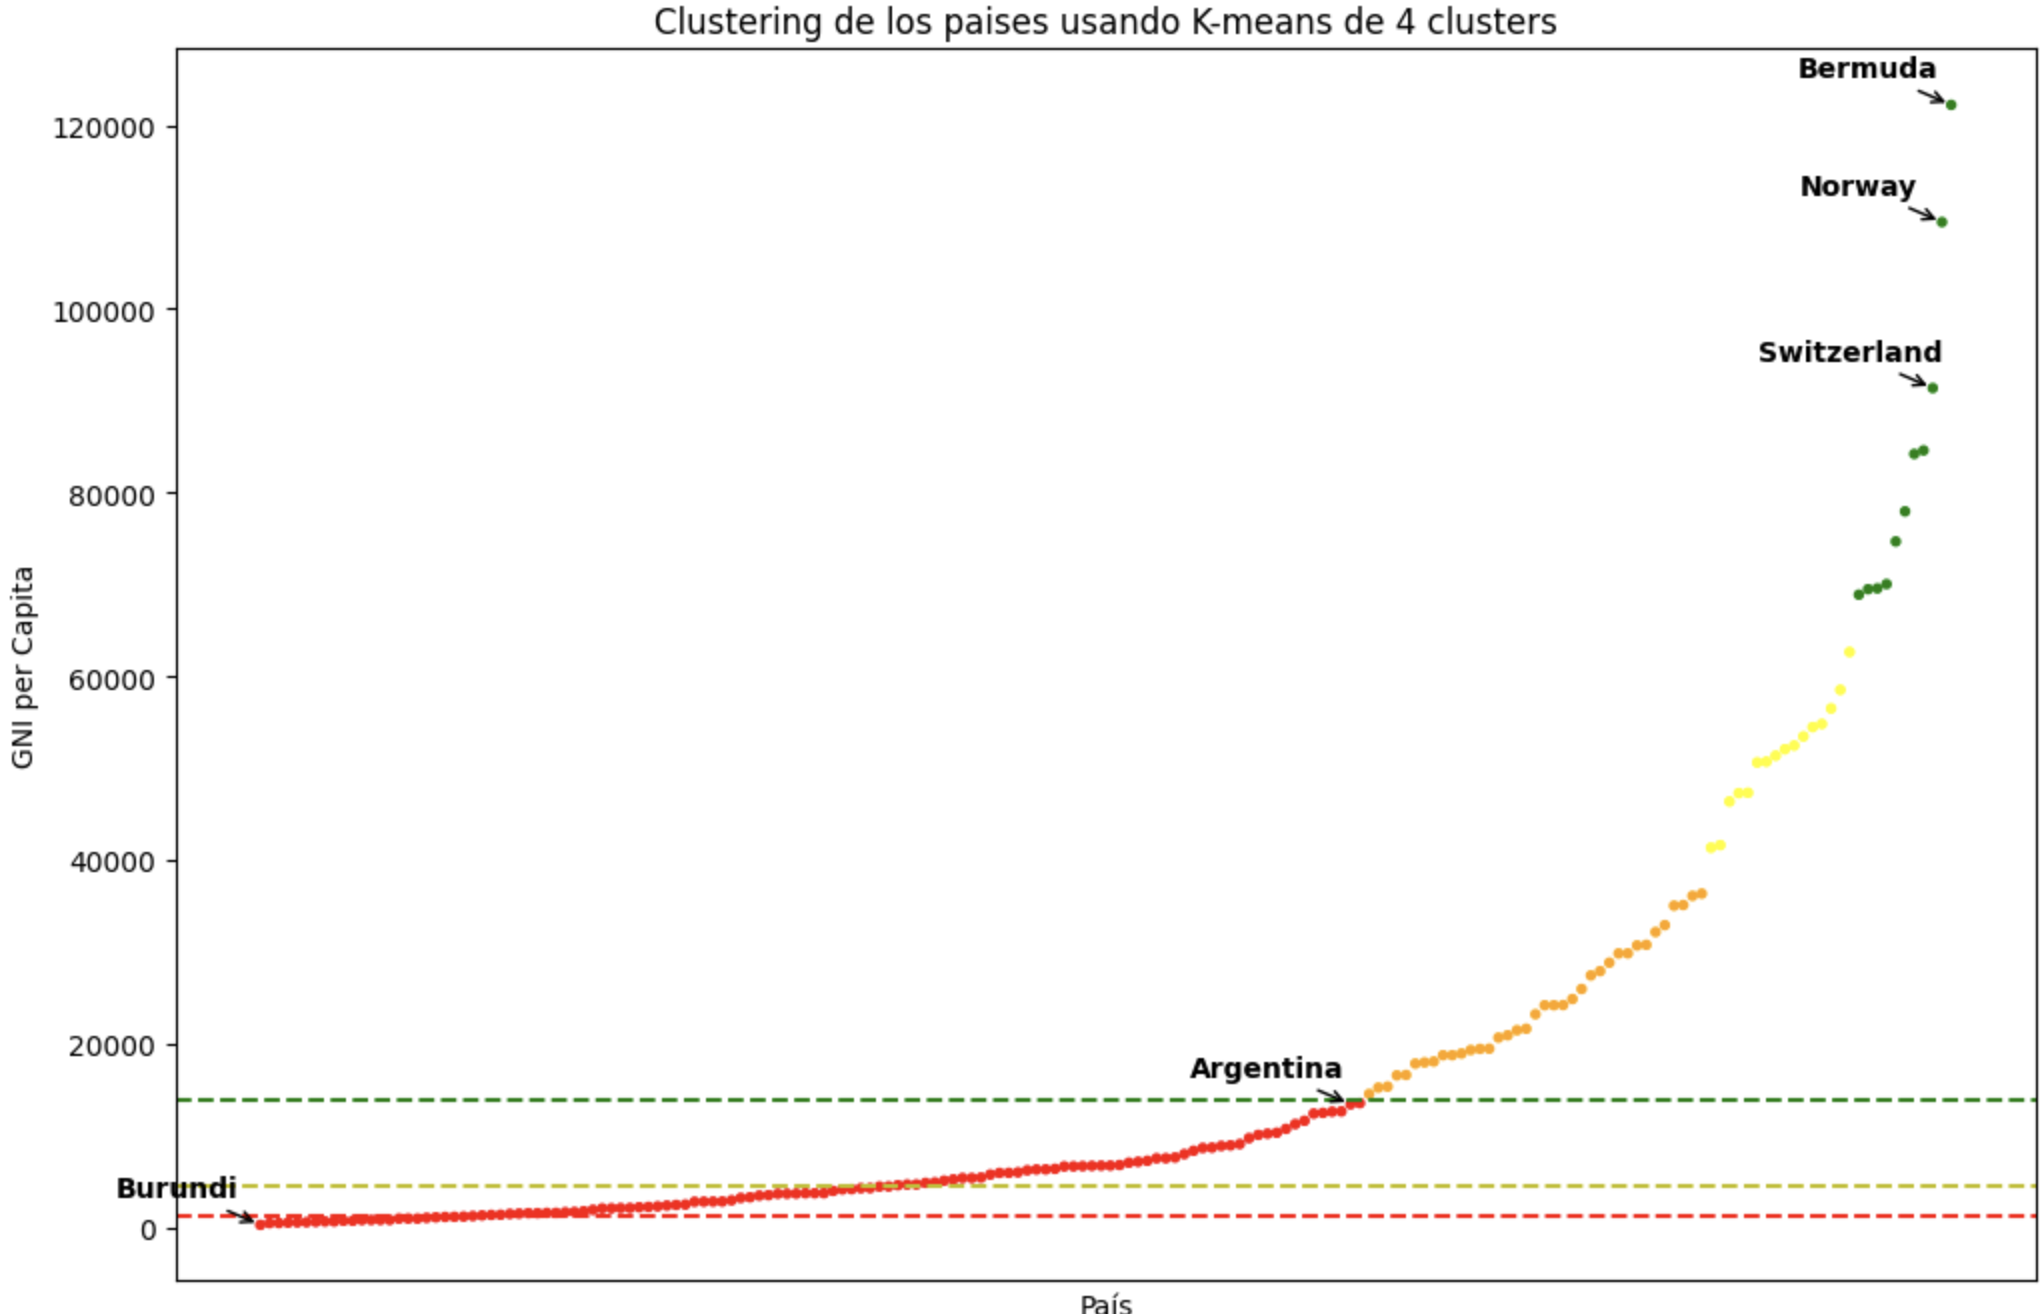 Clustering de los paises usando K-means de 4 clusters
Bermuda
120000
Norway
100000
Switzerland
80000
GNI per Capita
60000
40000
20000
Argentina
Burundi
0
País